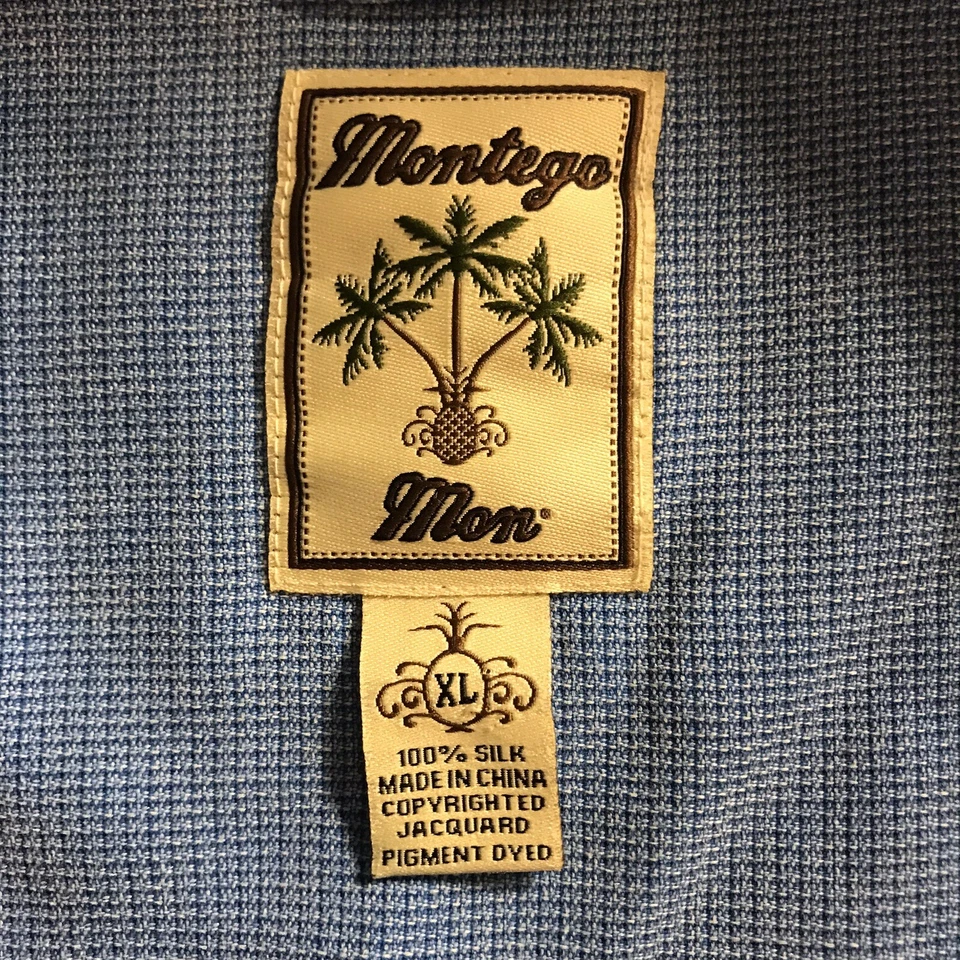 Montego
Mon®
XL
100% SILK
MADE IN CHINA
COPYRIGHTED
JACQUARD
PIGMENT DYED